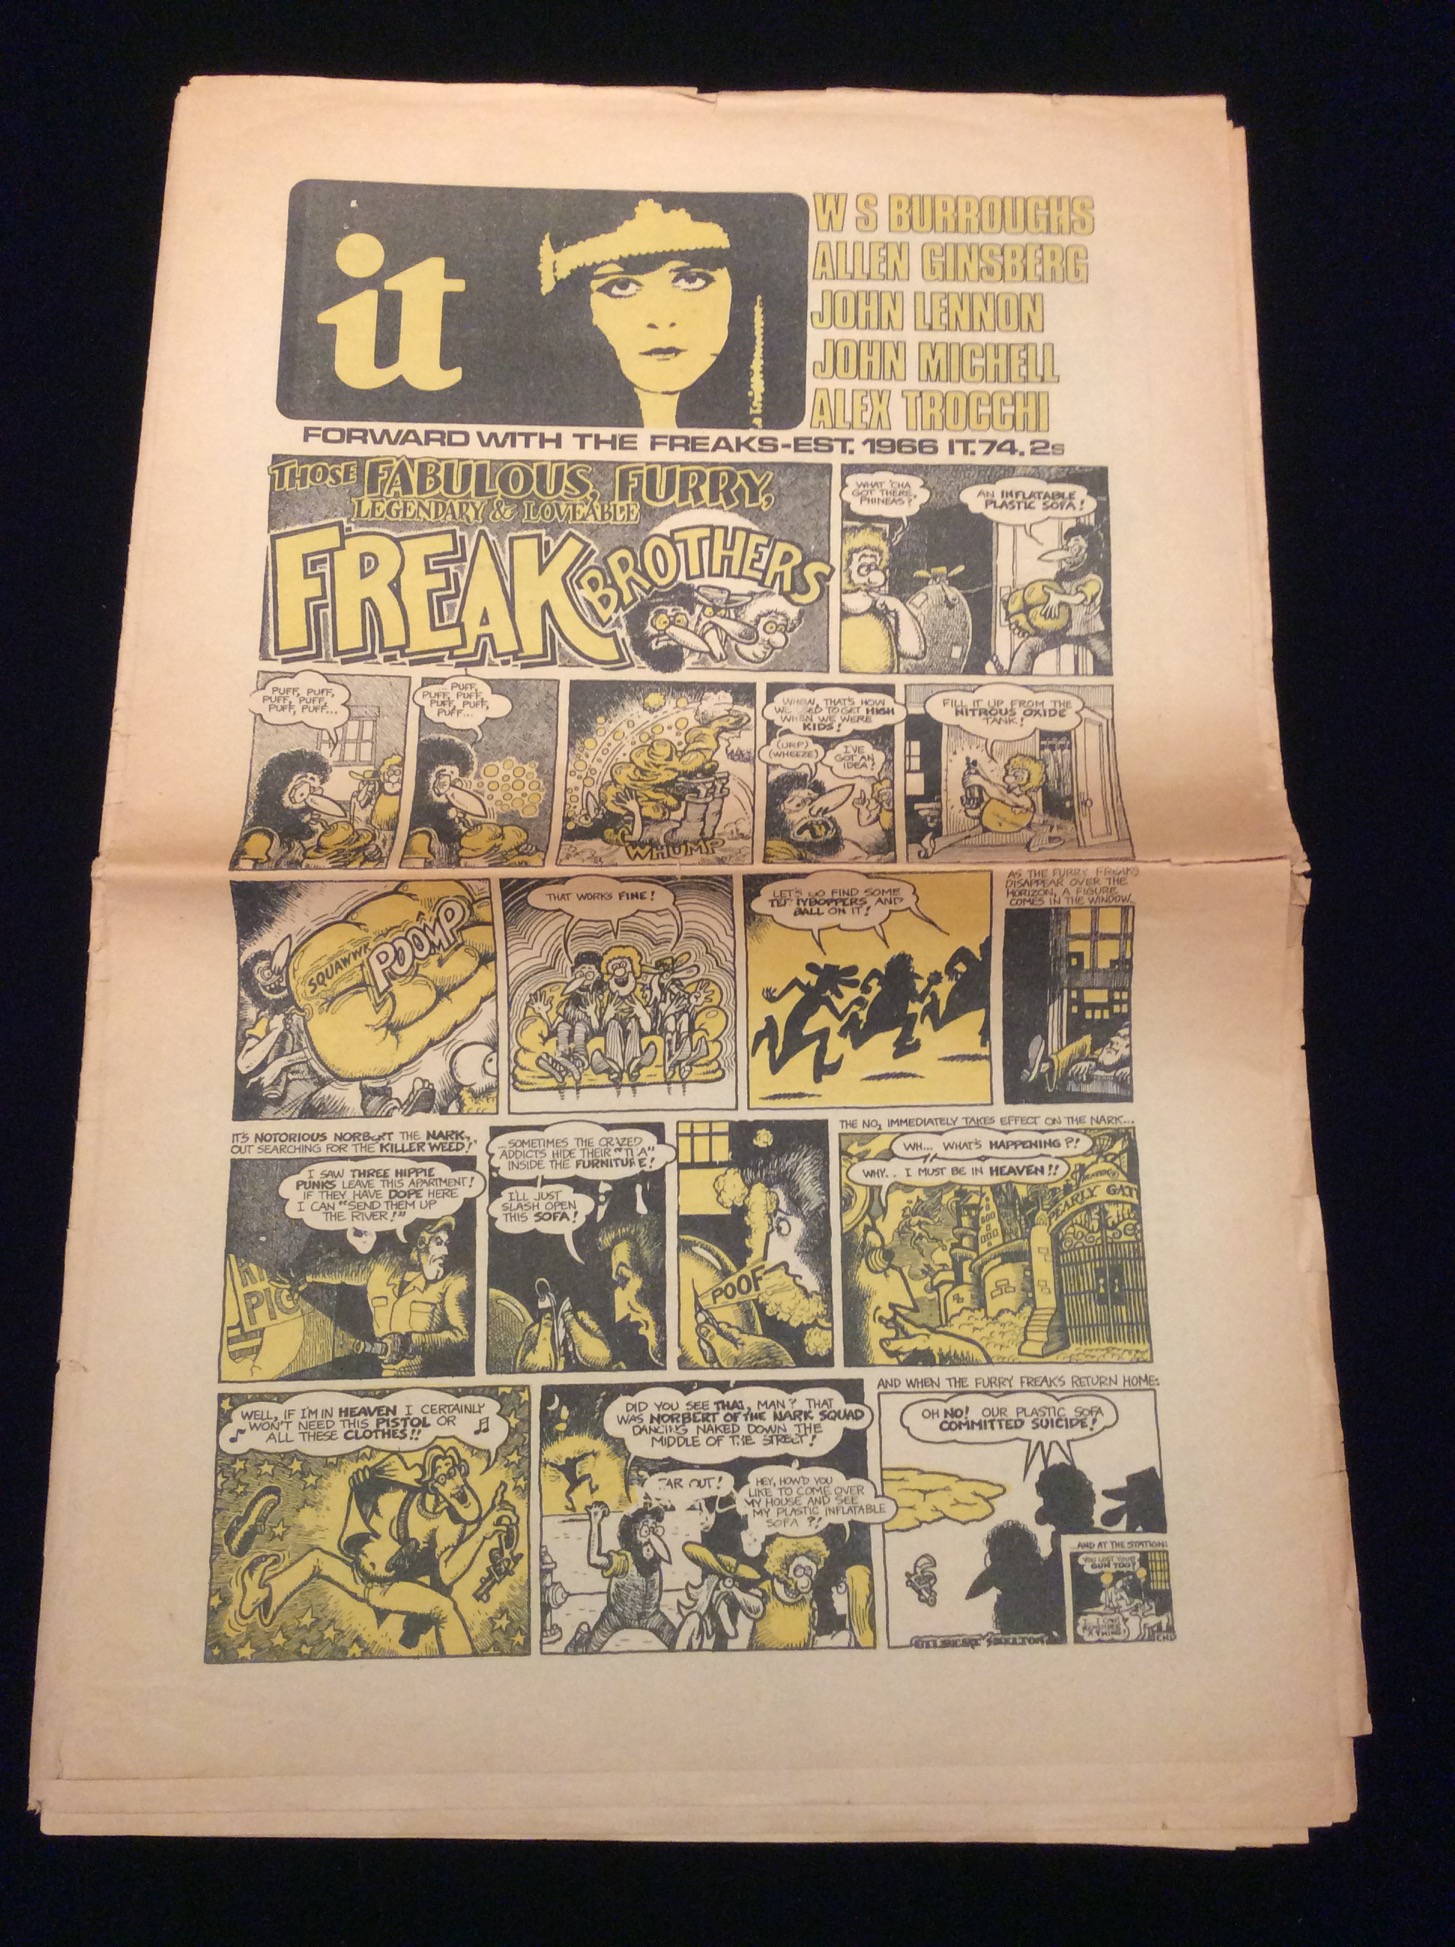 it
W S BURROUGHS
ALLEN GINSBERG
JOHN LENNON
JOHN MICHELL
ALEX TROCCHI
FORWARD WITH THE FREAKS-EST. 1966 IT.74. 2s
THOSE FABULOUS, FURRY,
LEGENDARY & LOVEABLE
FREAK BROTHERS
WHAT 'CHA
GOT THERE,
PHINEAS?
AN INFLATABLE
PLASTIC SOFA!
PUFF, PUFF,
PUFF, PUFF,
PUFF, PUFF...
... PUFF,
PUFF, PUFF,
PUFF, PUFF,
PUFF...
WHUMP
WHEW, THAT'S HOW
WE TO GET HIGH
WHEN WE WERE
KIDS!
(URP)
(WHEEZE)
I'VE
GOT AN
IDEA!
FILL IT UP FROM THE
NITROUS OXIDE
TANK!
SQUAWWK
POOMP
THAT WORKS FINE!
LET'S GO FIND SOME
AND
BALL ON IT!
AS THE FURRY FREAKS
DISAPPEAR OVER THE
HORIZON, A FIGURE
COMES IN THE WINDOW...
IT'S NOTORIOUS NORBERT THE NARK,
OUT SEARCHING FOR THE KILLER WEED!"
I SAW THREE HIPPIE
PUNKS LEAVE THIS APARTMENT!
IF THEY HAVE DOPE HERE
I CAN "SEND THEM UP
THE RIVER!"
PIG
...SOMETIMES THE CRAZED
ADDICTS HIDE THEIR
INSIDE THE FURNITURE!
I'LL JUST
SLASH OPEN
THIS SOFA!
POOF
THE NO₂ IMMEDIATELY TAKES EFFECT ON THE NARK...
WH... WHAT'S HAPPENING?!
WHY... I MUST BE IN HEAVEN!!
PEARLY GAT
WELL, IF I'M IN HEAVEN I CERTAINLY
WON'T NEED THIS PISTOL OR
ALL THESE CLOTHES!!
DID YOU SEE THAT, MAN? THAT
WAS NORBERT OF THE NARK SQUAD
DANCING NAKED DOWN THE
MIDDLE OF THE STREET!
FAR OUT!
HEY, HOW'D YOU
LIKE TO COME OVER
MY HOUSE AND SEE
MY PLASTIC INFLATABLE
SOFA?!
AND WHEN THE FURRY FREAKS RETURN HOME:
OH NO! OUR PLASTIC SOFA
COMMITTED SUICIDE!
GILBERT SHELTON
...AND AT THE STATION:
YOU LOST YOUR
GUN TOO?
I... I CAN'T
REMEMBER
A THING!
END